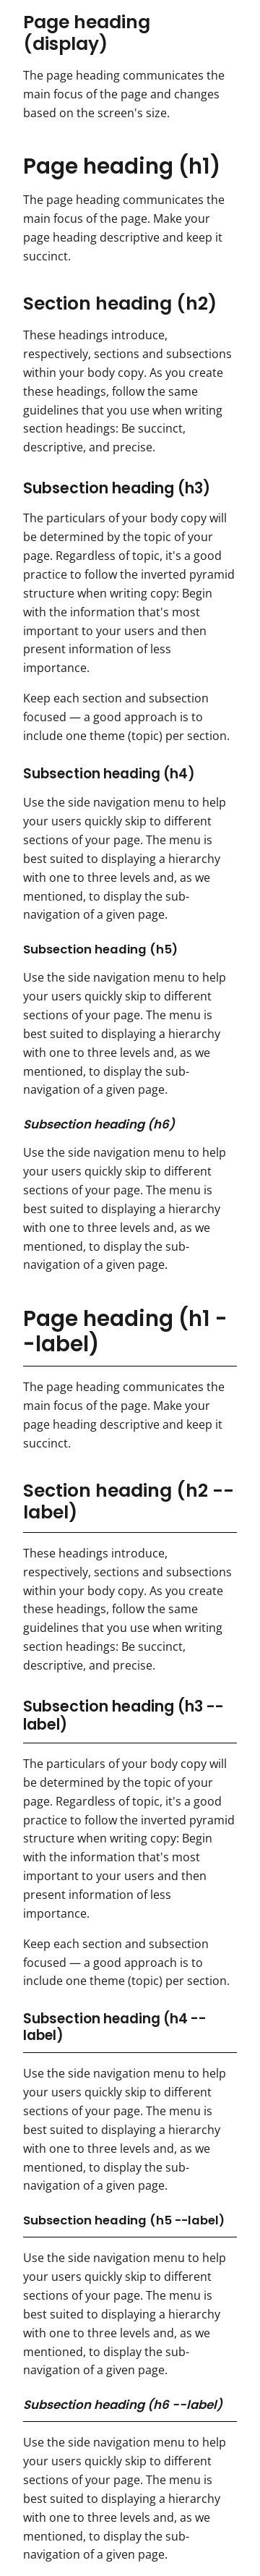 Page heading
(display)
The page heading communicates the
main focus of the page and changes
based on the screen's size.
Page heading (h1)
The page heading communicates the
main focus of the page. Make your
page heading descriptive and keep it
succinct.
Section heading (h2)
These headings introduce,
respectively, sections and subsections
within your body copy. As you create
these headings, follow the same
guidelines that you use when writing
section headings: Be succinct,
descriptive, and precise.
Subsection heading (h3)
The particulars of your body copy will
be determined by the topic of your
page. Regardless of topic, it's a good
practice to follow the inverted pyramid
structure when writing copy: Begin
with the information that's most
important to your users and then
present information of less
importance.
Keep each section and subsection
focused — a good approach is to
include one theme (topic) per section.
Subsection heading (h4)
Use the side navigation menu to help
your users quickly skip to different
sections of your page. The menu is
best suited to displaying a hierarchy
with one to three levels and, as we
mentioned, to display the sub-
navigation of a given page.
Subsection heading (h5)
Use the side navigation menu to help
your users quickly skip to different
sections of your page. The menu is
best suited to displaying a hierarchy
with one to three levels and, as we
mentioned, to display the sub-
navigation of a given page.
Subsection heading (h6)
Use the side navigation menu to help
your users quickly skip to different
sections of your page. The menu is
best suited to displaying a hierarchy
with one to three levels and, as we
mentioned, to display the sub-
navigation of a given page.
Page heading (h1 -
-label)
The page heading communicates the
main focus of the page. Make your
page heading descriptive and keep it
succinct.
Section heading (h2 --
label)
These headings introduce,
respectively, sections and subsections
within your body copy. As you create
these headings, follow the same
guidelines that you use when writing
section headings: Be succinct,
descriptive, and precise.
Subsection heading (h3 --
label)
The particulars of your body copy will
be determined by the topic of your
page. Regardless of topic, it's a good
practice to follow the inverted pyramid
structure when writing copy: Begin
with the information that's most
important to your users and then
present information of less
importance.
Keep each section and subsection
focused — a good approach is to
include one theme (topic) per section.
Subsection heading (h4 --
label)
Use the side navigation menu to help
your users quickly skip to different
sections of your page. The menu is
best suited to displaying a hierarchy
with one to three levels and, as we
mentioned, to display the sub-
navigation of a given page.
Subsection heading (h5 --label)
Use the side navigation menu to help
your users quickly skip to different
sections of your page. The menu is
best suited to displaying a hierarchy
with one to three levels and, as we
mentioned, to display the sub-
navigation of a given page.
Subsection heading (h6 --label)
Use the side navigation menu to help
your users quickly skip to different
sections of your page. The menu is
best suited to displaying a hierarchy
with one to three levels and, as we
mentioned, to display the sub-
navigation of a given page.